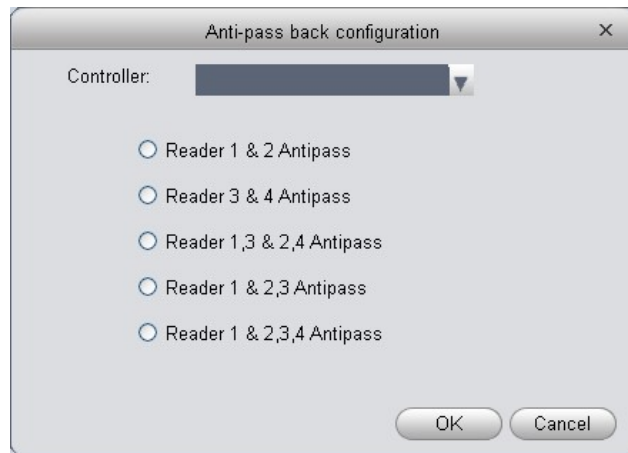 Anti-pass back configuration
Controller:
Reader 1 & 2 Antipass
Reader 3 & 4 Antipass
Reader 1,3 & 2,4 Antipass
Reader 1 & 2,3 Antipass
Reader 1 & 2,3,4 Antipass
OK Cancel